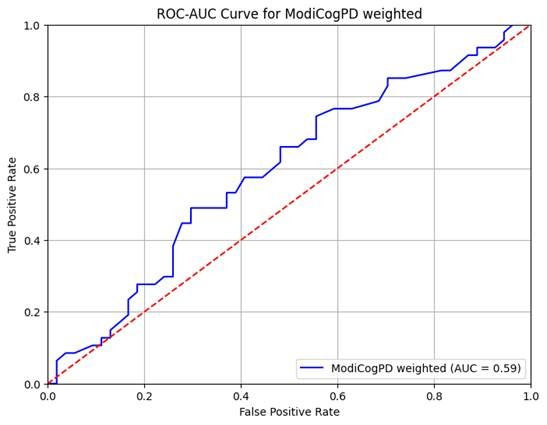 ROC-AUC Curve for ModiCogPD weighted
1.0
0.8
0.6
0.4
0.2
0.0
True Positive Rate
ModiCogPD weighted (AUC = 0.59)
0.0 0.2 0.4 0.6 0.8 1.0
False Positive Rate